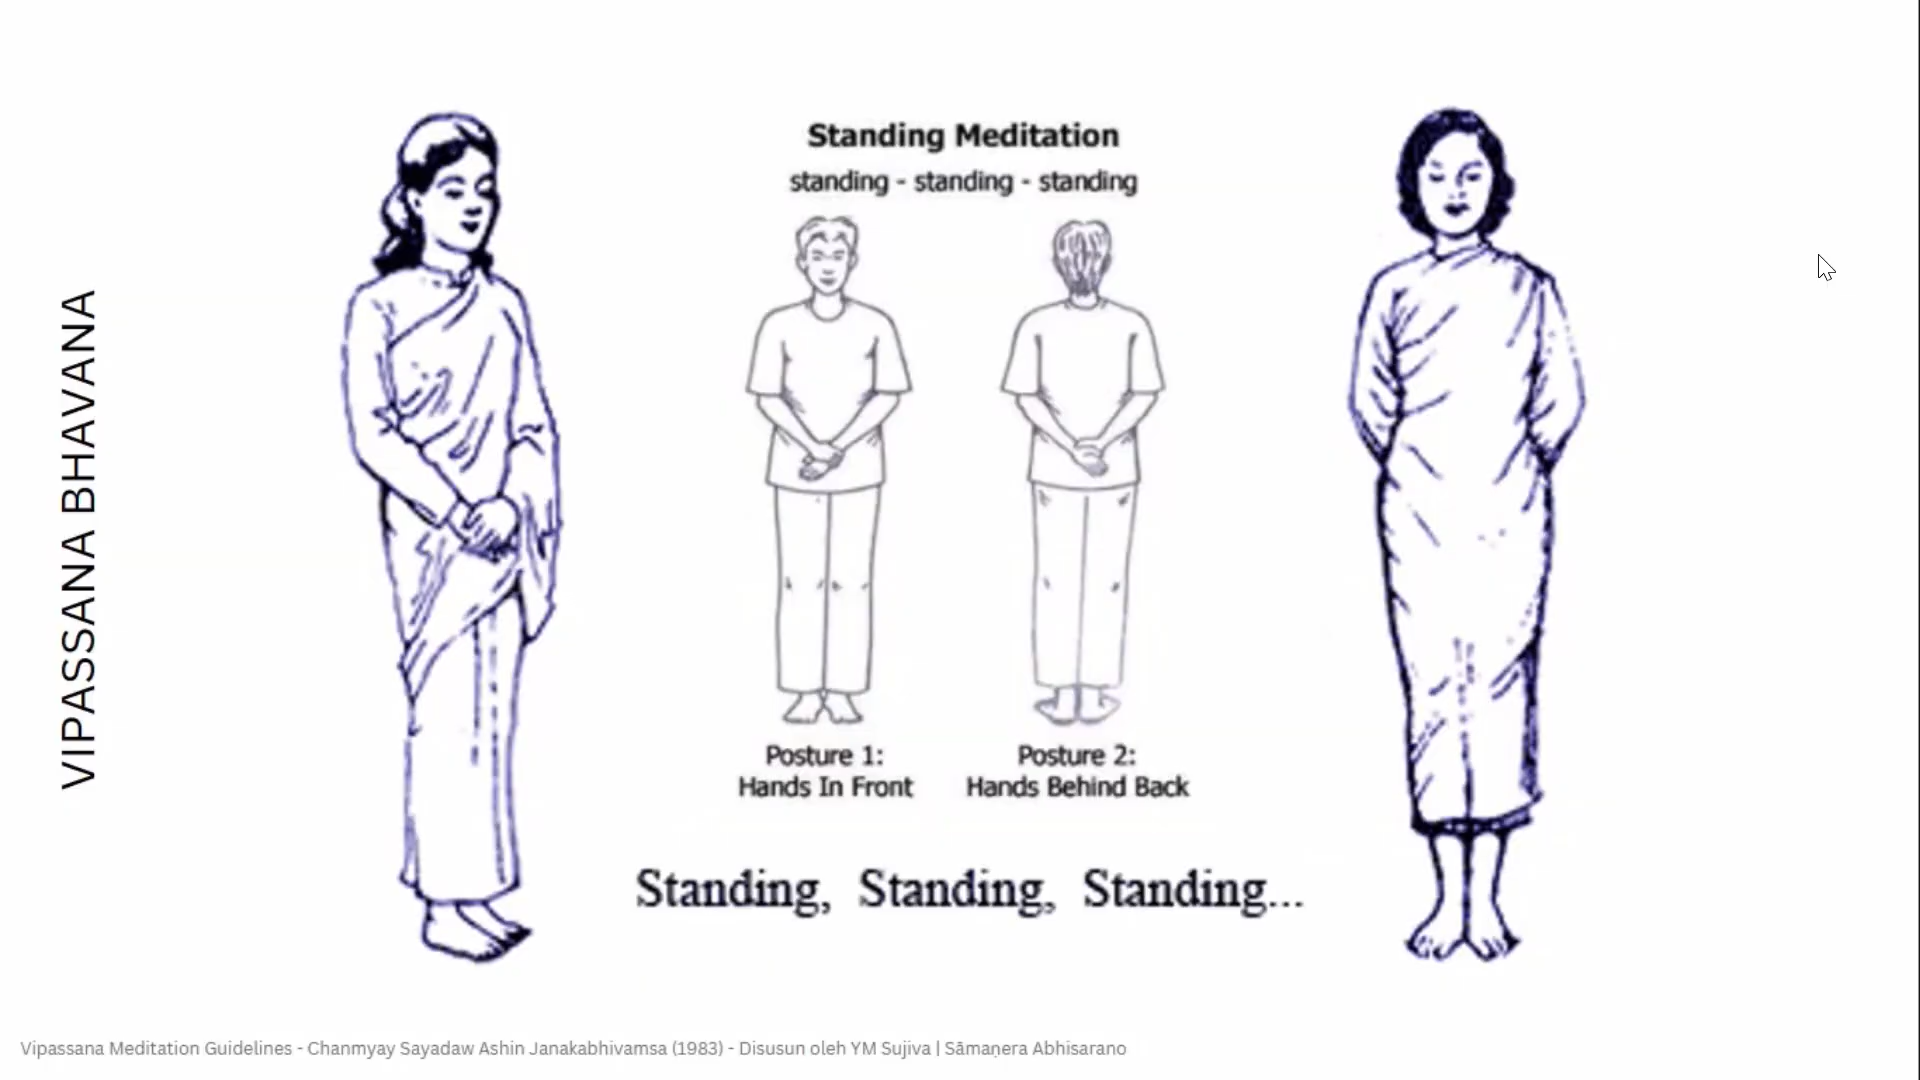 VIPASSANA BHAVANA
Standing Meditation
standing - standing - standing
Posture 1:
Hands In Front
Posture 2:
Hands Behind Back
Standing, Standing, Standing...
Vipassana Meditation Guidelines - Chanmyay Sayadaw Ashin Janakabhivamsa (1983) - Disusun oleh YM Sujiva | Sāmaṇera Abhisarano